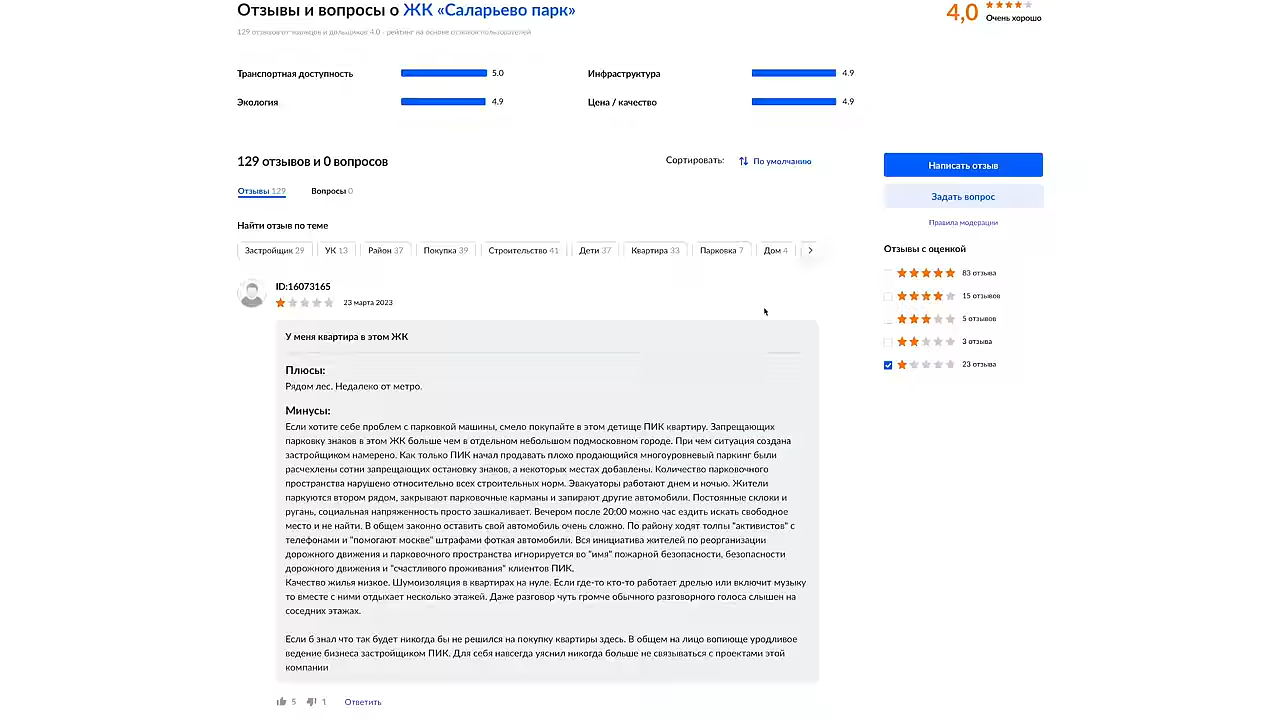 Отзывы и вопросы о ЖК «Саларьево парк»
4,0
Очень хорошо
Транспортная доступность 5.0
Инфраструктура 4.9
Экология 4.9
Цена / качество 4.9
129 отзывов и 0 вопросов
Сортировать: По умолчанию
Отзывы 129 Вопросы 0
Найти отзыв по теме
Застройщик 29 УК 13 Район 37 Покупка 39 Строительство 41 Дети 37 Квартира 33 Парковка 7 Дом 4
ID:16073165
23 марта 2023
У меня квартира в этом ЖК
Плюсы:
Рядом лес. Недалеко от метро.
Минусы:
Если хотите себе проблем с парковкой машины, смело покупайте в этом детище ПИК квартиру. Запрещающих
парковку знаков в этом ЖК больше чем в отдельном небольшом подмосковном городе. При чем ситуация создана
застройщиком намерено. Как только ПИК начал продавать плохо продающийся многоуровневый паркинг были
расчехлены сотни запрещающих остановку знаков, а некоторых местах добавлены. Количество парковочного
пространства нарушено относительно всех строительных норм. Эвакуаторы работают днем и ночью. Жители
паркуются втором рядом, закрывают парковочные карманы и запирают другие автомобили. Постоянные склоки и
ругань, социальная напряженность просто зашкаливает. Вечером после 20:00 можно час ездить искать свободное
место и не найти. В общем законно оставить свой автомобиль очень сложно. По району ходят толпы "активистов" с
телефонами и "помогают москве" штрафами фоткая автомобили. Вся инициатива жителей по реорганизации
дорожного движения и парковочного пространства игнорируется во "имя" пожарной безопасности, безопасности
дорожного движения и "счастливого проживания" клиентов ПИК.
Качество жилья низкое. Шумоизоляция в квартирах на нуле. Если где-то кто-то работает дрелью или включит музыку
то вместе с ними отдыхает несколько этажей. Даже разговор чуть громче обычного разговорного голоса слышен на
соседних этажах.
Если б знал что так будет никогда бы не решился на покупку квартиры здесь. В общем на лицо вопиюще уродливое
ведение бизнеса застройщиком ПИК. Для себя навсегда уяснил никогда больше не связываться с проектами этой
компании
5 1 Ответить
Написать отзыв
Задать вопрос
Правила модерации
Отзывы с оценкой
83 отзыва
15 отзывов
5 отзывов
3 отзыва
23 отзыва